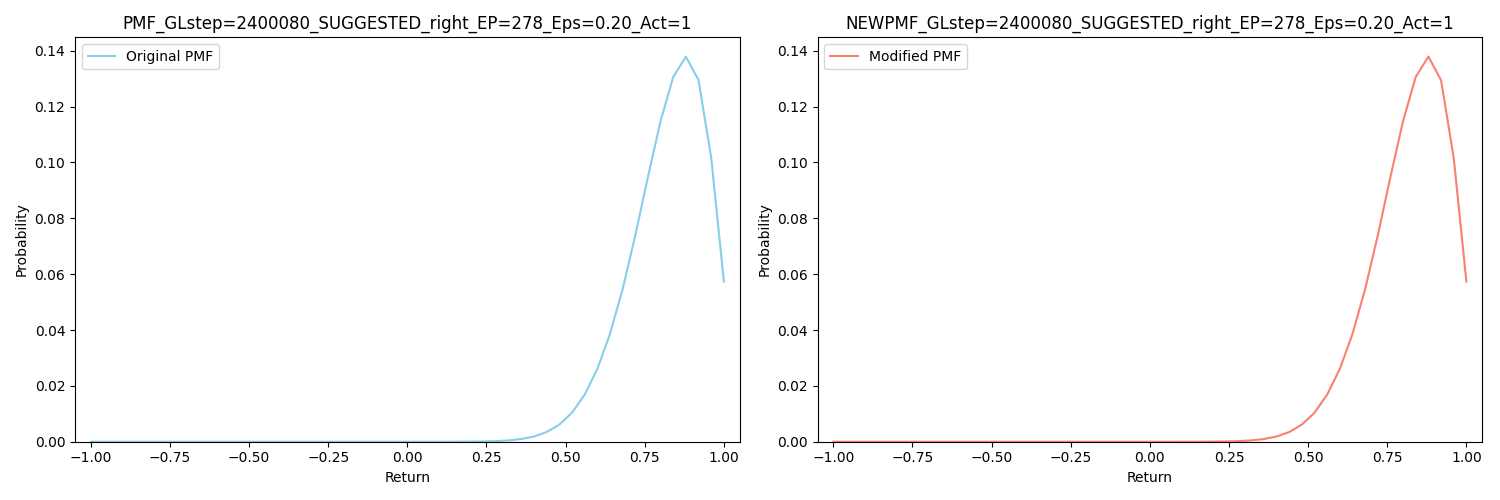 PMF_GLstep=2400080_SUGGESTED_right_EP=278_Eps=0.20_Act=1
Original PMF
0.14
0.12
0.10
0.08
0.06
0.04
0.02
0.00
Probability
−1.00 −0.75 −0.50 −0.25 0.00 0.25 0.50 0.75 1.00
Return
NEWPMF_GLstep=2400080_SUGGESTED_right_EP=278_Eps=0.20_Act=1
Modified PMF
0.14
0.12
0.10
0.08
0.06
0.04
0.02
0.00
Probability
−1.00 −0.75 −0.50 −0.25 0.00 0.25 0.50 0.75 1.00
Return